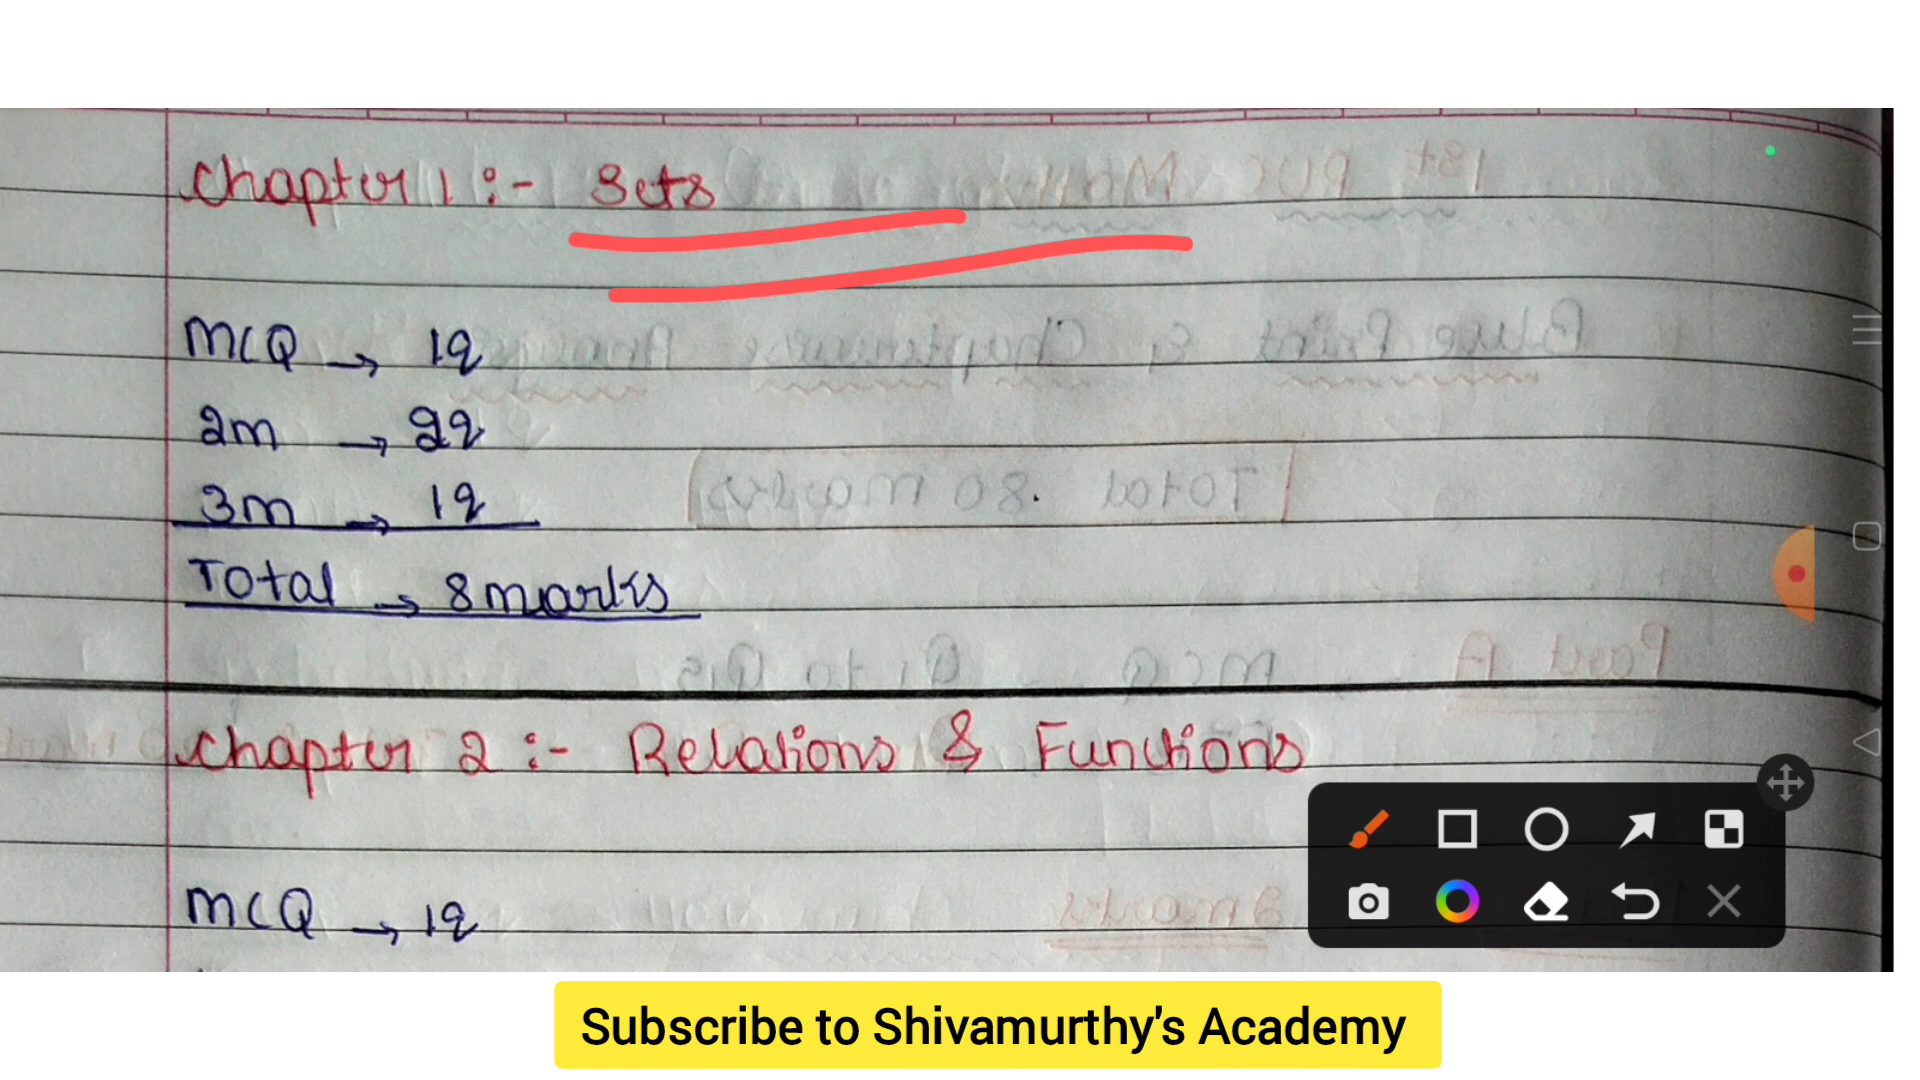 Chapter 1 :- Sets
MCQ → 1q
2m → 2q
3m → 1q
Total → 8 marks
Chapter 2 :- Relations & Functions
MCQ → 1q
Subscribe to Shivamurthy's Academy